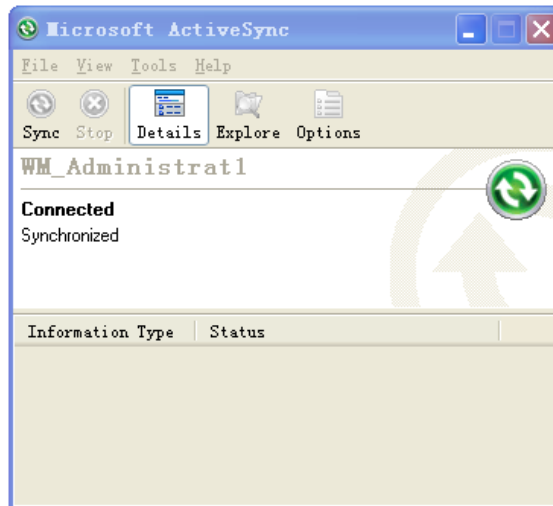 Microsoft ActiveSync
File View Tools Help
Sync Stop Details Explore Options
WM_Administrat1
Connected
Synchronized
Information Type Status